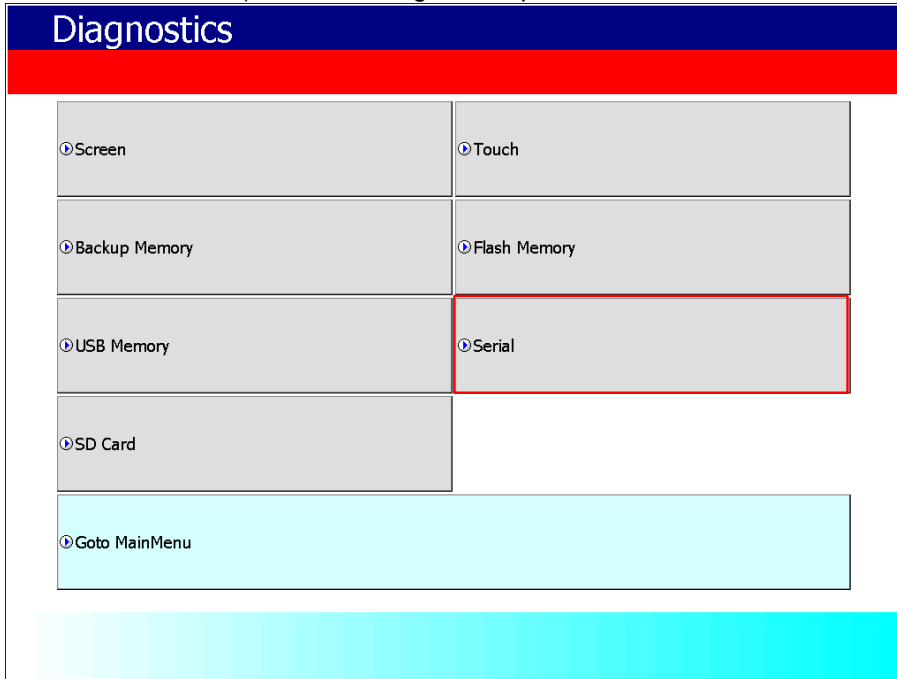 Diagnostics
Screen
Touch
Backup Memory
Flash Memory
USB Memory
Serial
SD Card
Goto MainMenu